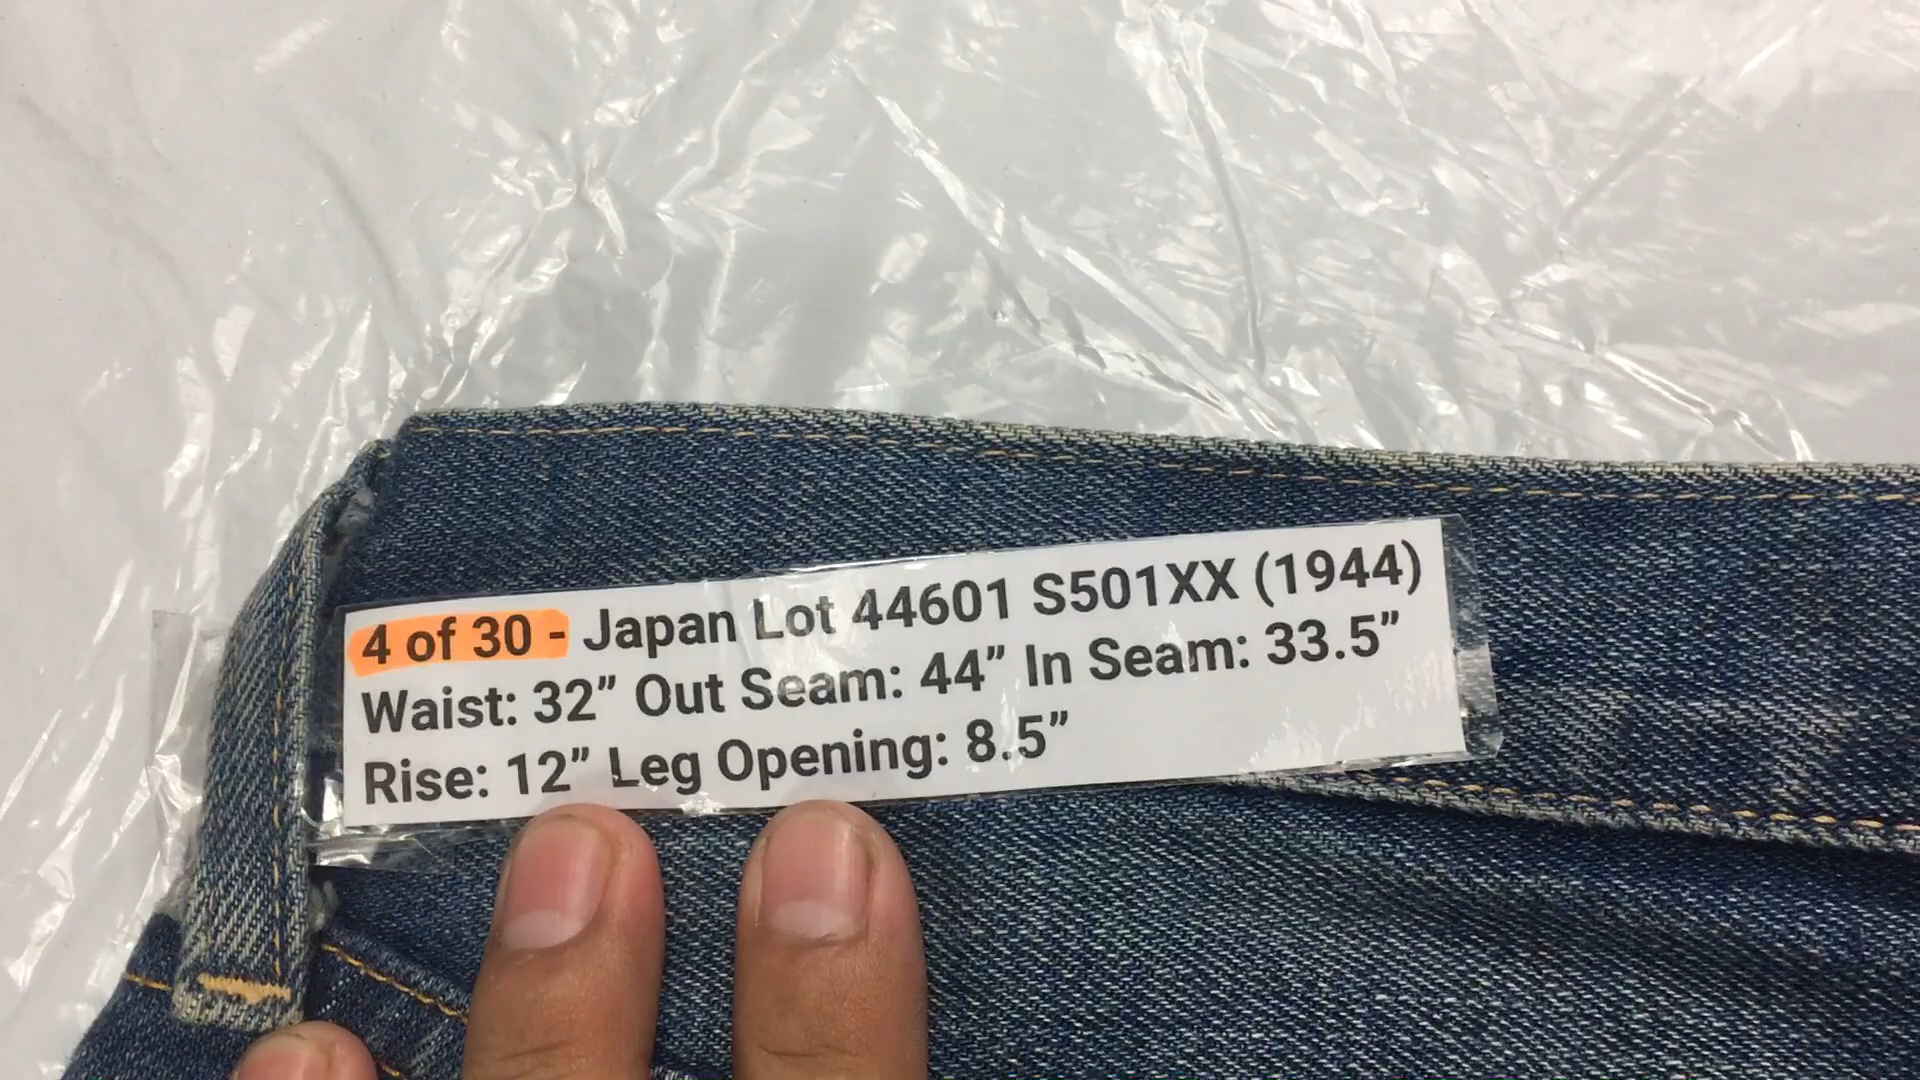 4 of 30 - Japan Lot 44601 S501XX (1944)
Waist: 32” Out Seam: 44” In Seam: 33.5”
Rise: 12” Leg Opening: 8.5”